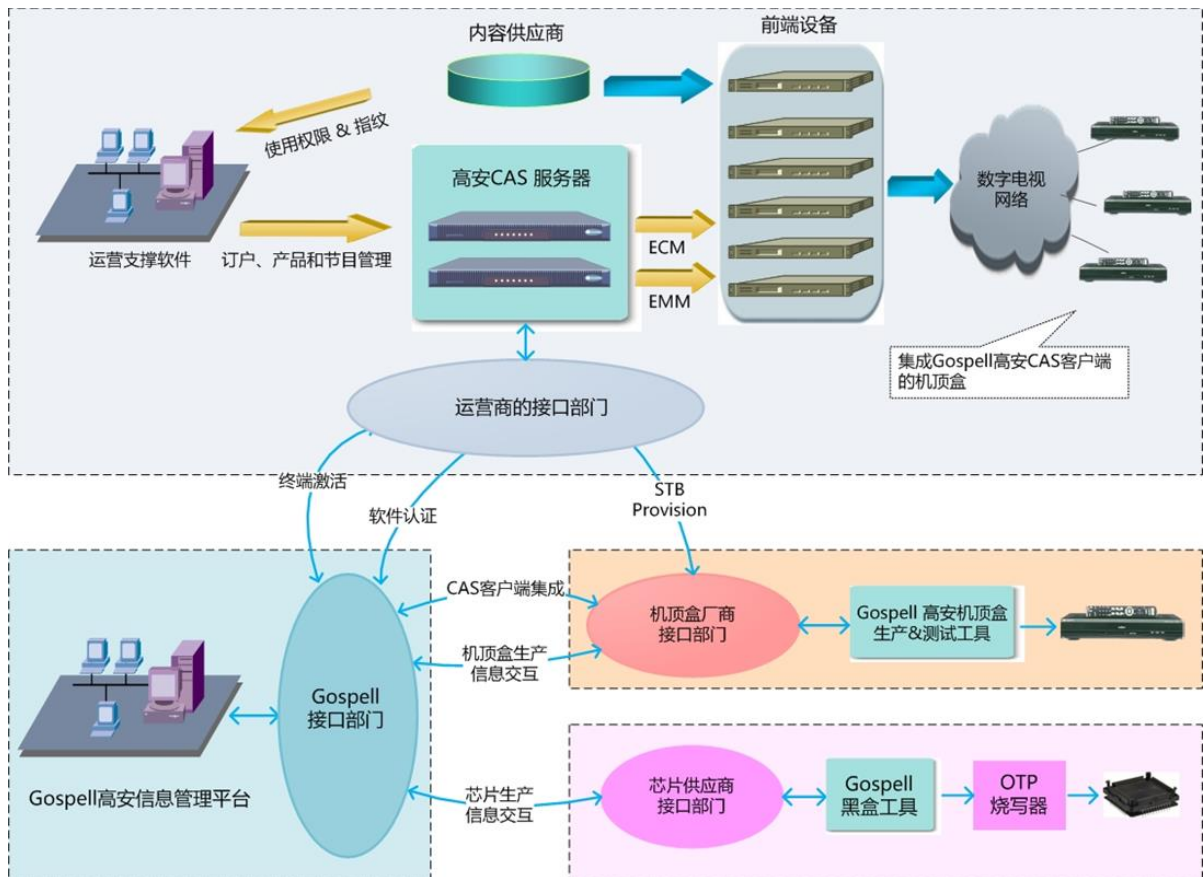 内容供应商
前端设备
使用权限 & 指纹
高安CAS 服务器
数字电视
网络
ECM
运营支撑软件
订户、产品和节目管理
EMM
集成Gospell高安CAS客户端
的机顶盒
运营商的接口部门
终端激活
STB
Provision
软件认证
CAS客户端集成
机顶盒厂商
接口部门
Gospell 高安机顶盒
生产&测试工具
机顶盒生产
信息交互
Gospell
接口部门
Gospell高安信息管理平台
芯片生产
信息交互
芯片供应商
接口部门
Gospell
黑盒工具
OTP
烧写器